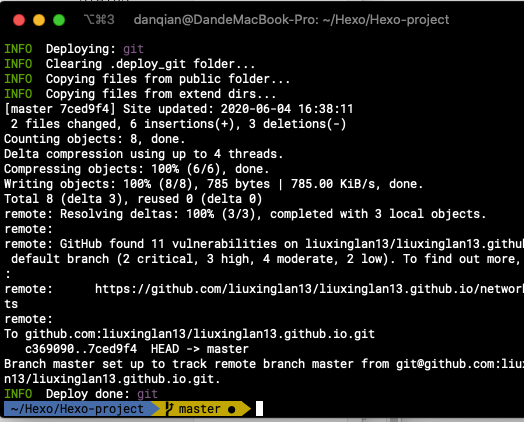 ⌥⌘3 danqian@DandeMacBook-Pro: ~/Hexo/Hexo-project
INFO  Deploying: git
INFO  Clearing .deploy_git folder...
INFO  Copying files from public folder...
INFO  Copying files from extend dirs...
[master 7ced9f4] Site updated: 2020-06-04 16:38:11
 2 files changed, 6 insertions(+), 3 deletions(-)
Counting objects: 8, done.
Delta compression using up to 4 threads.
Compressing objects: 100% (6/6), done.
Writing objects: 100% (8/8), 785 bytes | 785.00 KiB/s, done.
Total 8 (delta 3), reused 0 (delta 0)
remote: Resolving deltas: 100% (3/3), completed with 3 local objects.
remote:
remote: GitHub found 11 vulnerabilities on liuxinglan13/liuxinglan13.github
 default branch (2 critical, 3 high, 4 moderate, 2 low). To find out more,
:
remote:      https://github.com/liuxinglan13/liuxinglan13.github.io/network
ts
remote:
To github.com:liuxinglan13/liuxinglan13.github.io.git
   c369090..7ced9f4  HEAD -> master
Branch master set up to track remote branch master from git@github.com:liux
n13/liuxinglan13.github.io.git.
INFO  Deploy done: git
~/Hexo/Hexo-project master ●